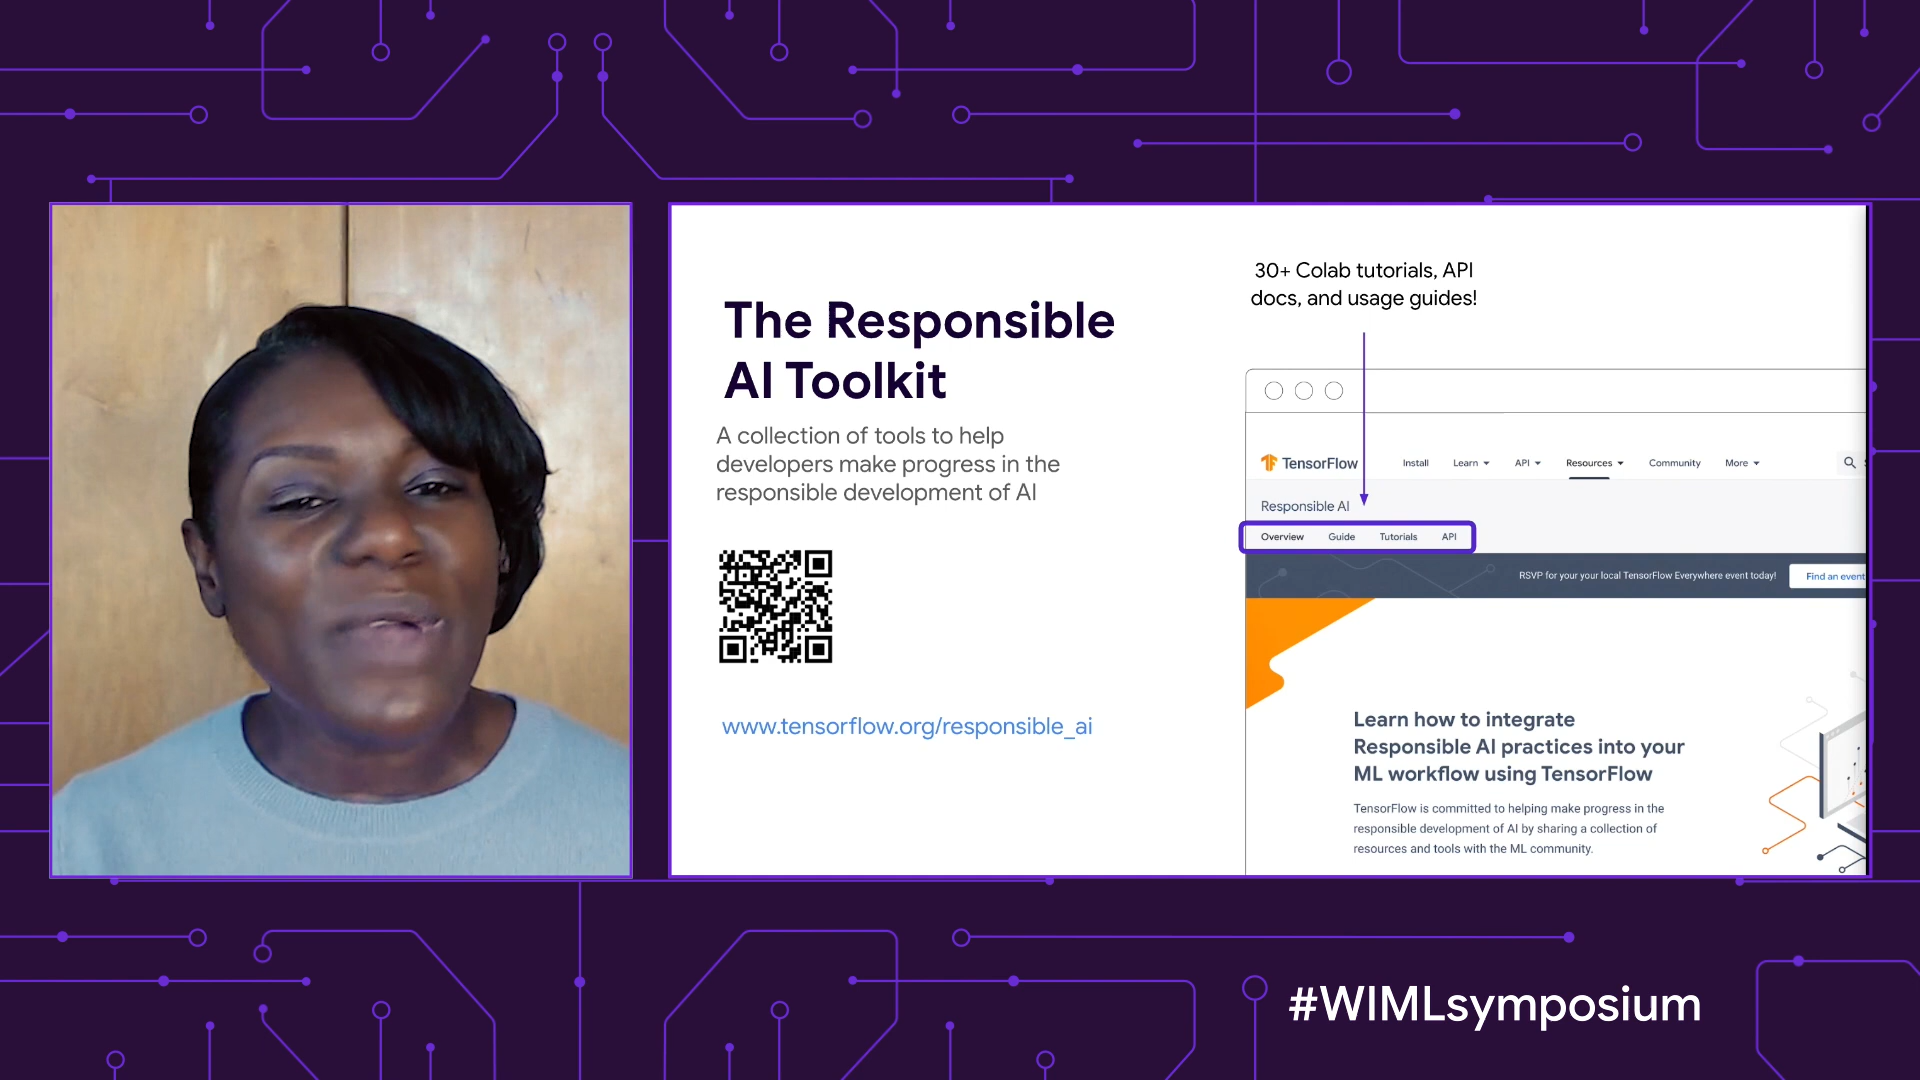 The Responsible
AI Toolkit
A collection of tools to help
developers make progress in the
responsible development of AI
www.tensorflow.org/responsible_ai
30+ Colab tutorials, API
docs, and usage guides!
TensorFlow
Install
Learn
API
Resources
Community
More
Responsible AI
Overview
Guide
Tutorials
API
RSVP for your your local TensorFlow Everywhere event today!
Find an event
Learn how to integrate
Responsible AI practices into your
ML workflow using TensorFlow
TensorFlow is committed to helping make progress in the
responsible development of AI by sharing a collection of
resources and tools with the ML community.
#WIMLsymposium